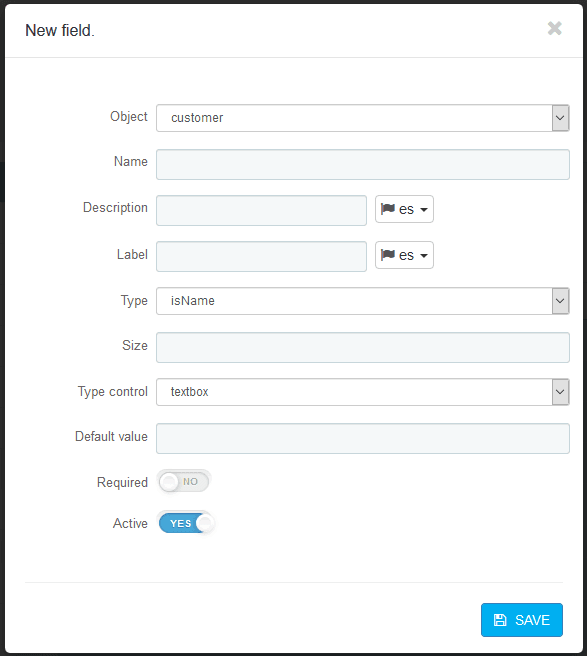 New field.
Object customer
Name
Description es
Label es
Type isName
Size
Type control textbox
Default value
Required NO
Active YES
SAVE